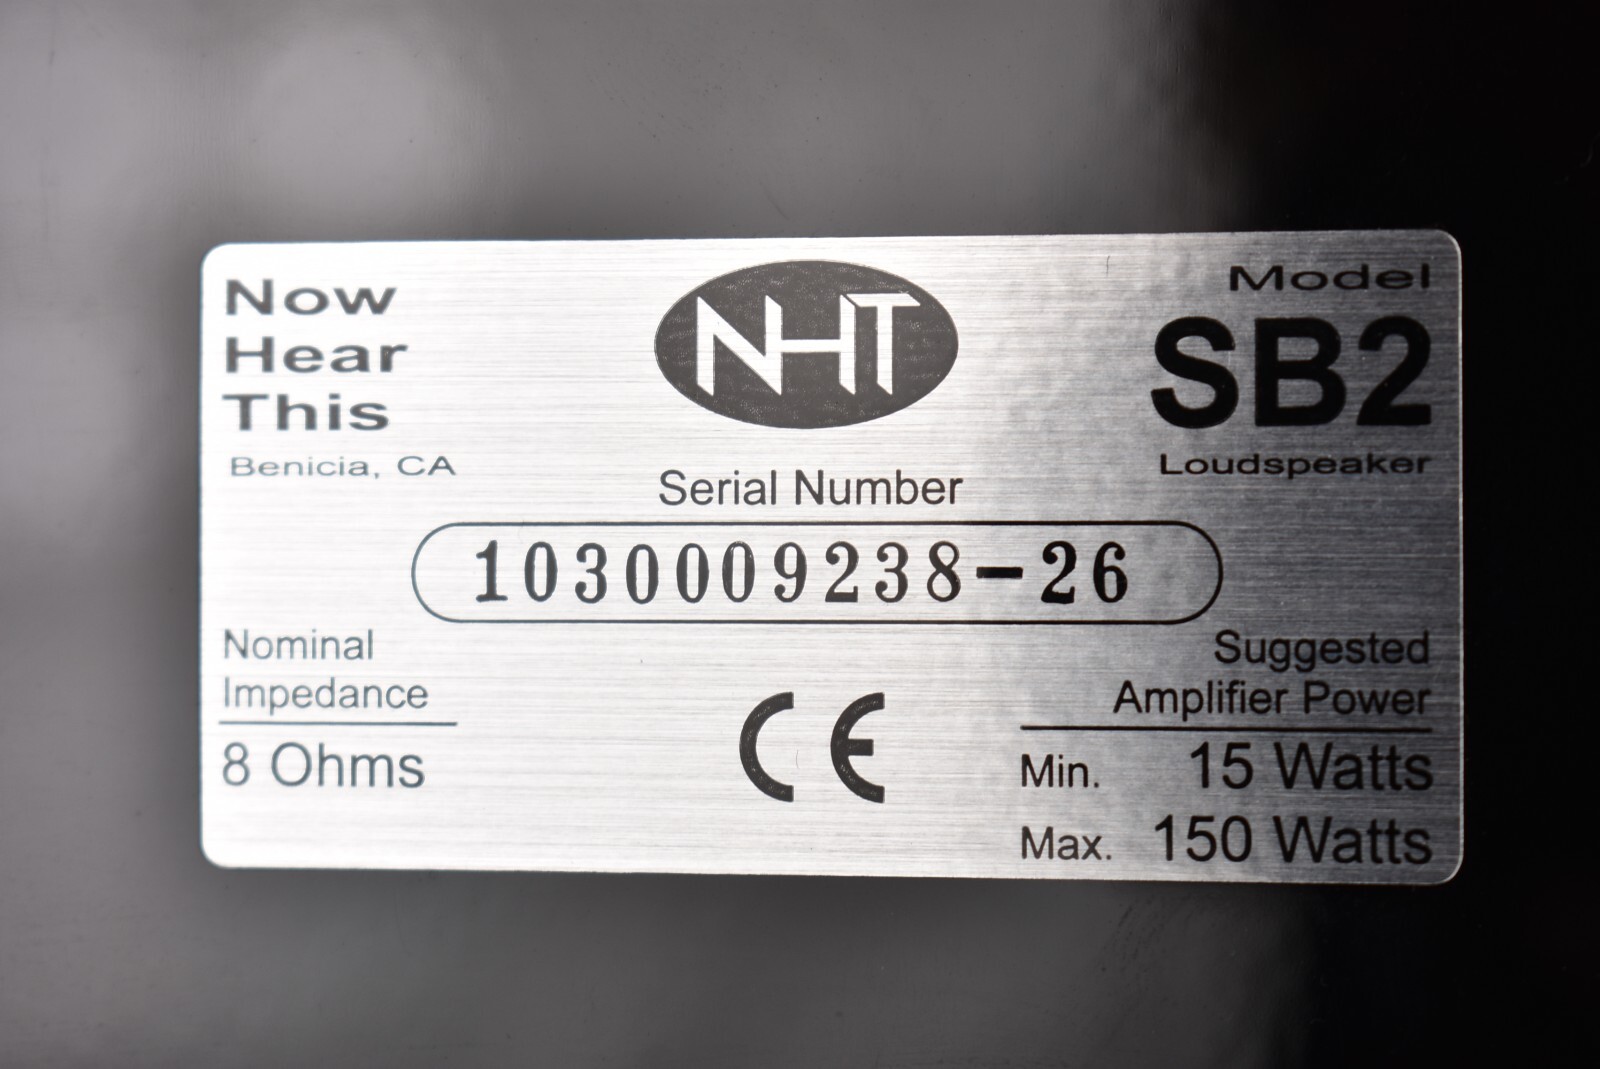 Now
Hear
This
Benicia, CA
NHT
Model
SB2
Loudspeaker
Serial Number
1030009238-26
Nominal
Impedance
8 Ohms
CE
Suggested
Amplifier Power
Min. 15 Watts
Max. 150 Watts